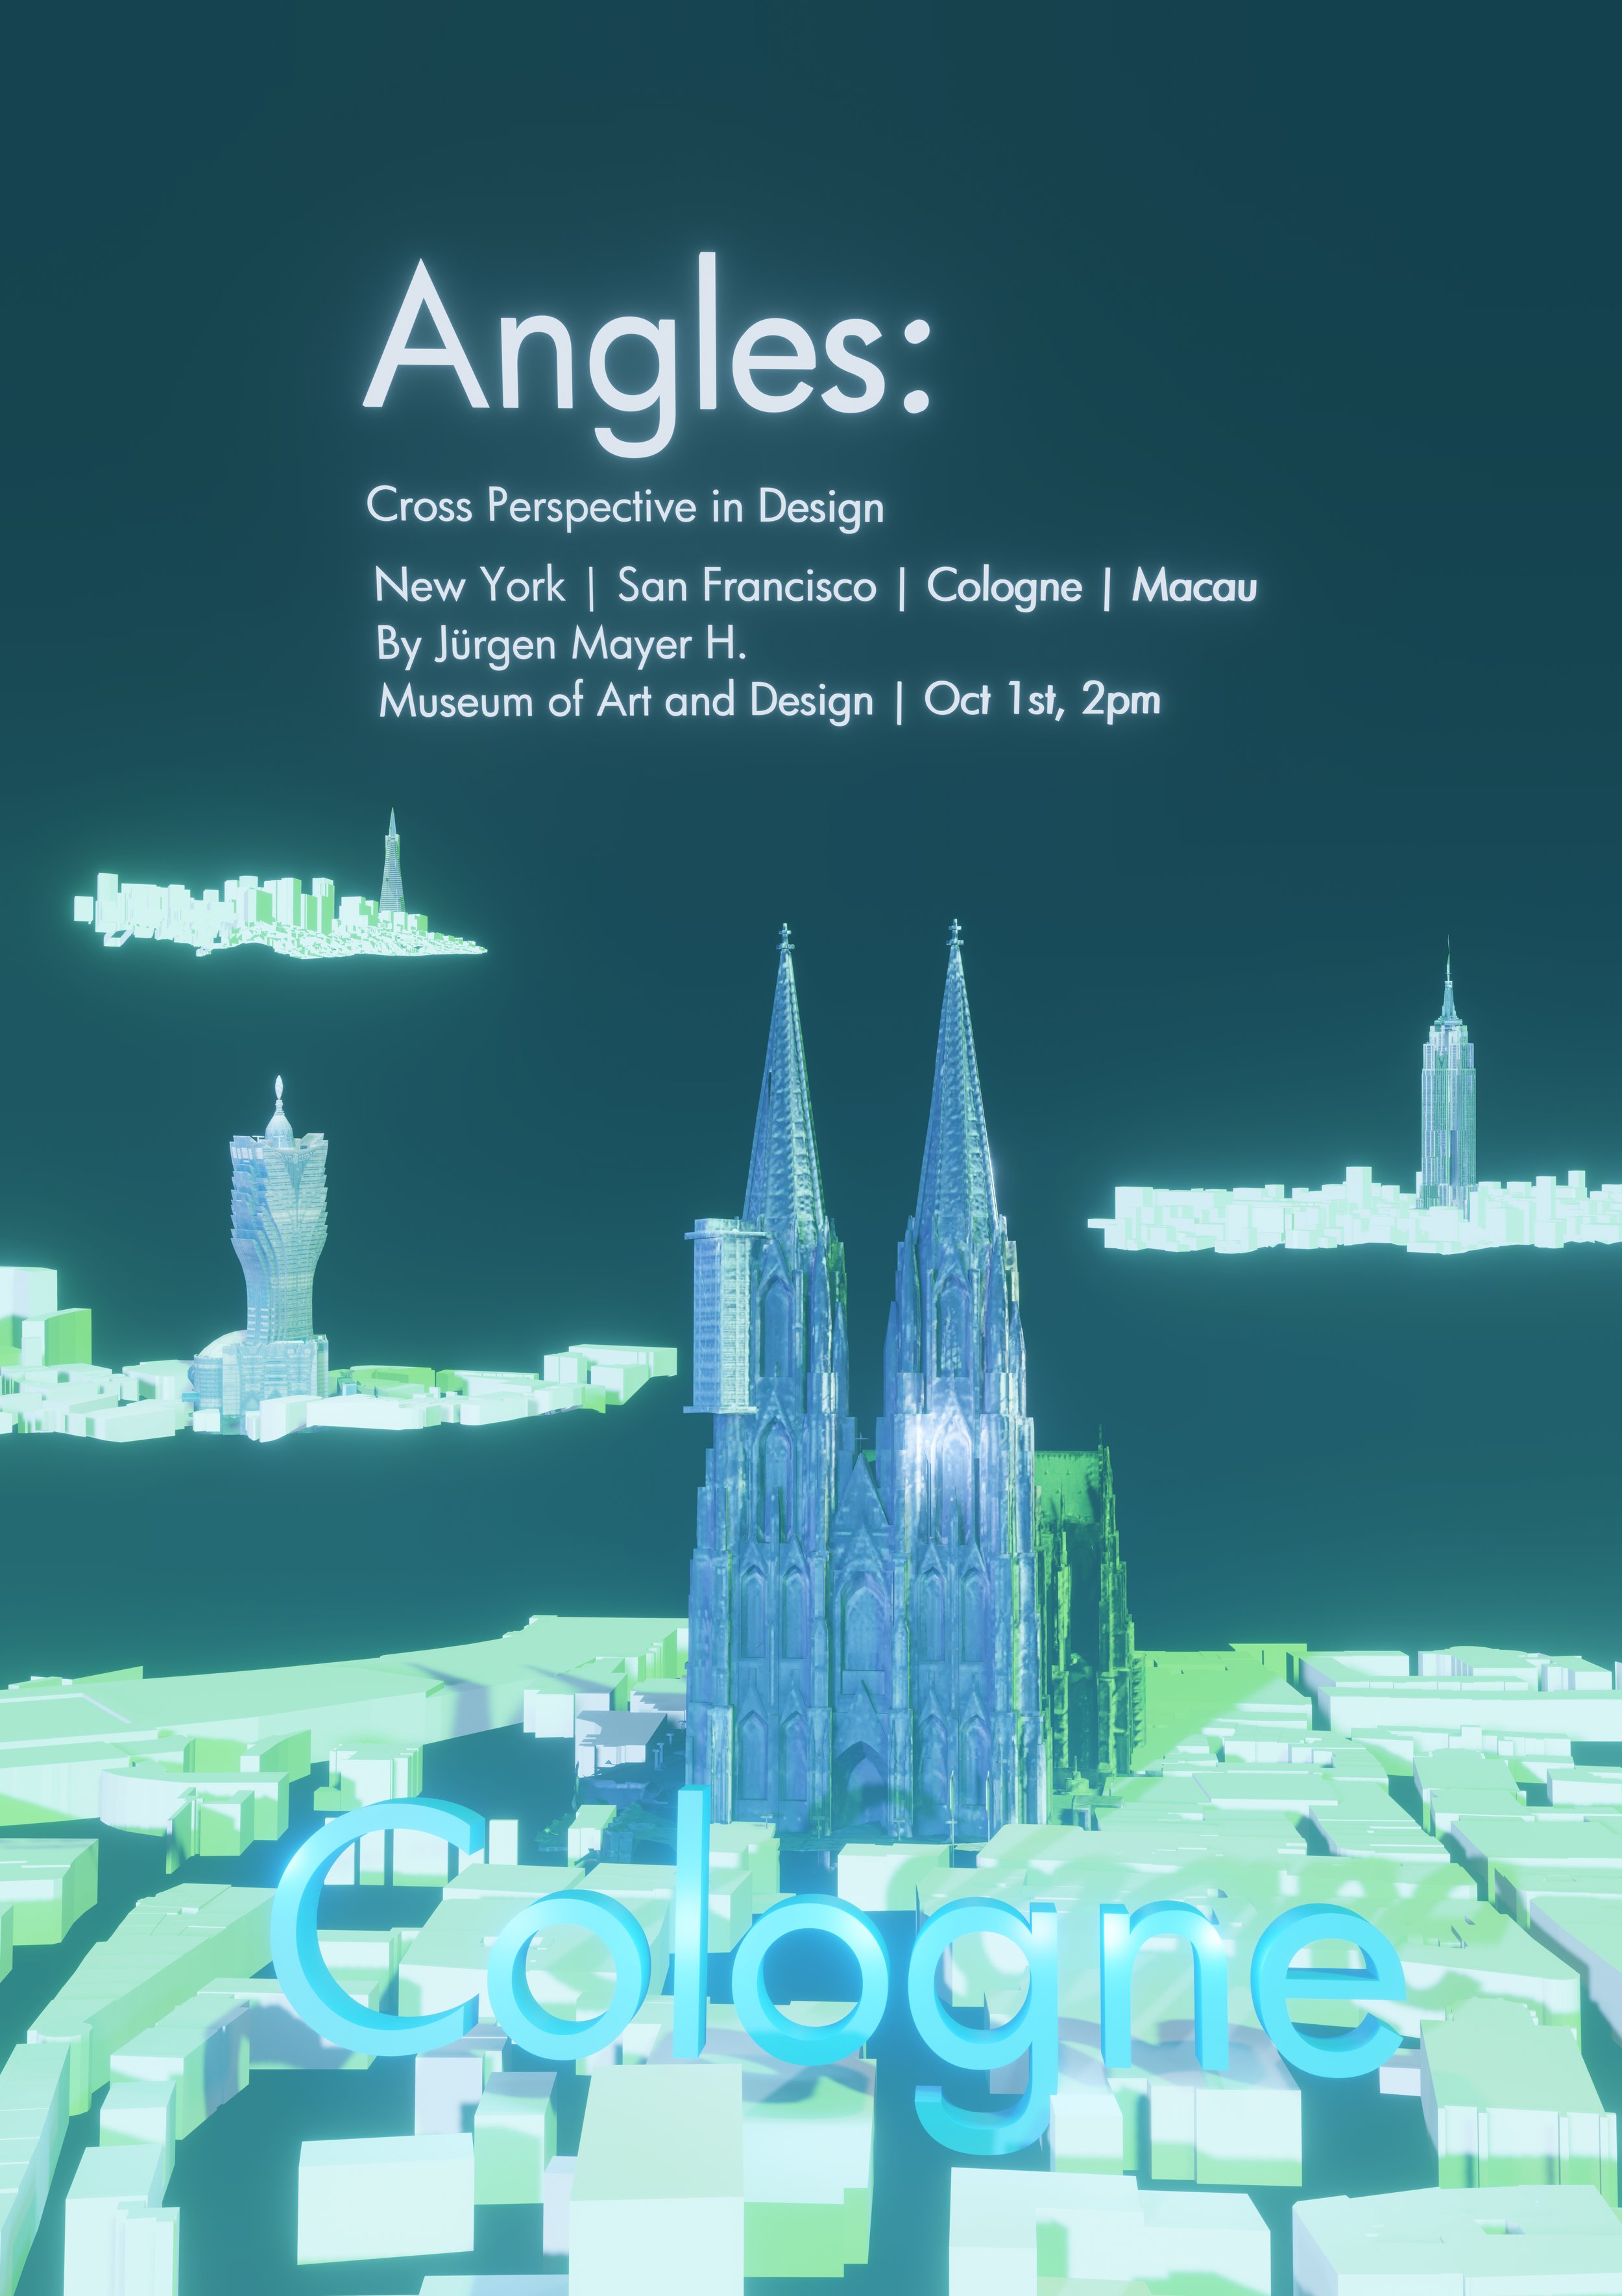 Angles:
Cross Perspective in Design
New York | San Francisco | Cologne | Macau
By Jürgen Mayer H.
Museum of Art and Design | Oct 1st, 2pm
Cologne